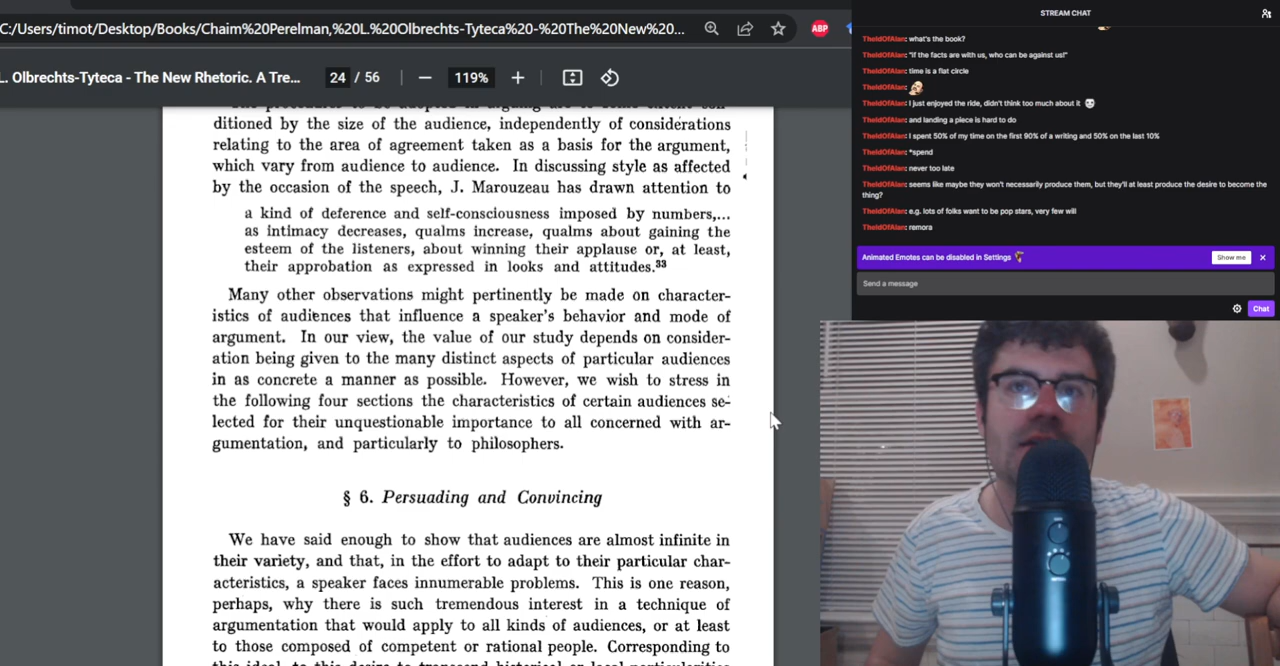 C:/Users/timot/Desktop/Books/Chaim%20Perelman,%20L.%20Olbrechts-Tyteca%20-%20The%20New%20...
ABP
L. Olbrechts-Tyteca - The New Rhetoric. A Tre...
24 / 56
— 119% +
ditioned by the size of the audience, independently of considerations
relating to the area of agreement taken as a basis for the argument,
which vary from audience to audience. In discussing style as affected
by the occasion of the speech, J. Marouzeau has drawn attention to
a kind of deference and self-consciousness imposed by numbers,...
as intimacy decreases, qualms increase, qualms about gaining the
esteem of the listeners, about winning their applause or, at least,
their approbation as expressed in looks and attitudes.33
Many other observations might pertinently be made on character-
istics of audiences that influence a speaker's behavior and mode of
argument. In our view, the value of our study depends on consider-
ation being given to the many distinct aspects of particular audiences
in as concrete a manner as possible. However, we wish to stress in
the following four sections the characteristics of certain audiences se-
lected for their unquestionable importance to all concerned with ar-
gumentation, and particularly to philosophers.
§ 6. Persuading and Convincing
We have said enough to show that audiences are almost infinite in
their variety, and that, in the effort to adapt to their particular char-
acteristics, a speaker faces innumerable problems. This is one reason,
perhaps, why there is such tremendous interest in a technique of
argumentation that would apply to all kinds of audiences, or at least
to those composed of competent or rational people. Corresponding to
STREAM CHAT
TheIdOfAlan: what's the book?
TheIdOfAlan: "if the facts are with us, who can be against us!"
TheIdOfAlan: time is a flat circle
TheIdOfAlan:
TheIdOfAlan: I just enjoyed the ride, didn't think too much about it
TheIdOfAlan: and landing a piece is hard to do
TheIdOfAlan: I spent 50% of my time on the first 90% of a writing and 50% on the last 10%
TheIdOfAlan: *spend
TheIdOfAlan: never too late
TheIdOfAlan: seems like maybe they won't necessarily produce them, but they'll at least produce the desire to become the
thing?
TheIdOfAlan: e.g. lots of folks want to be pop stars, very few will
TheIdOfAlan: remora
Animated Emotes can be disabled in Settings
Show me
Send a message
Chat